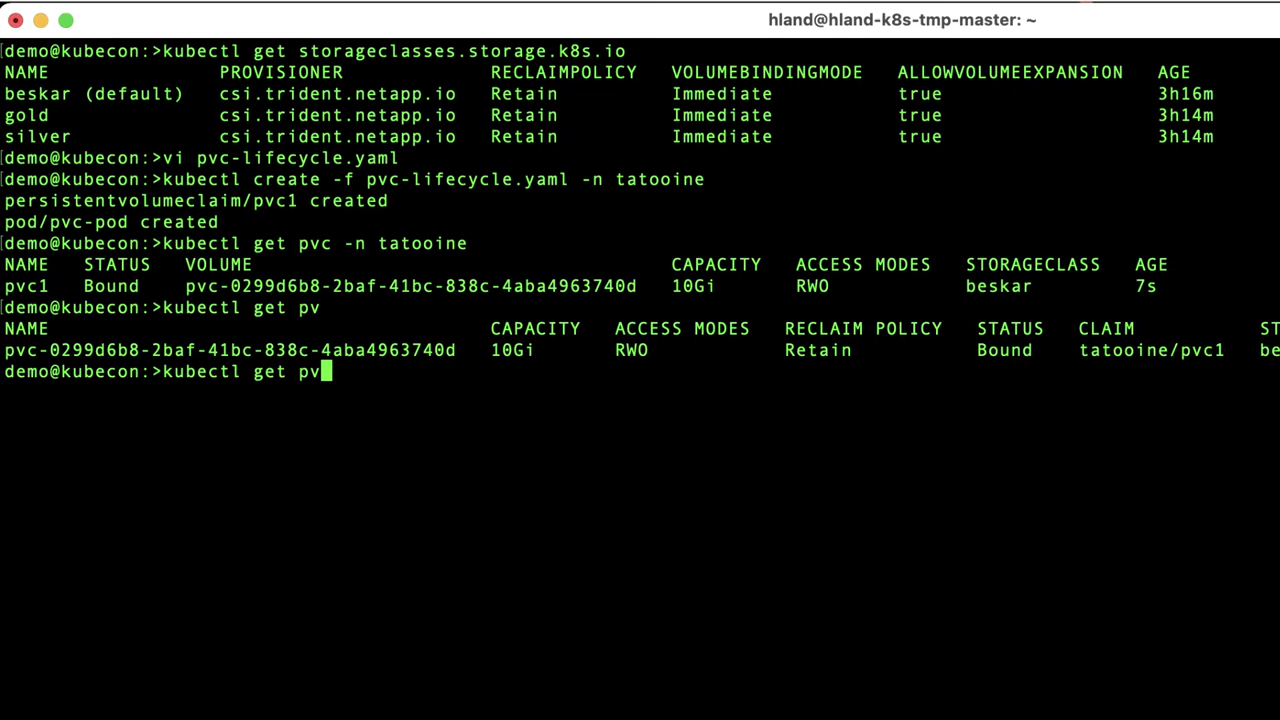 hland@hland-k8s-tmp-master: ~
demo@kubecon:>kubectl get storageclasses.storage.k8s.io
NAME PROVISIONER RECLAIMPOLICY VOLUMEBINDINGMODE ALLOWVOLUMEEXPANSION AGE
beskar (default) csi.trident.netapp.io Retain Immediate true 3h16m
gold csi.trident.netapp.io Retain Immediate true 3h14m
silver csi.trident.netapp.io Retain Immediate true 3h14m
demo@kubecon:>vi pvc-lifecycle.yaml
demo@kubecon:>kubectl create -f pvc-lifecycle.yaml -n tatooine
persistentvolumeclaim/pvc1 created
pod/pvc-pod created
demo@kubecon:>kubectl get pvc -n tatooine
NAME STATUS VOLUME CAPACITY ACCESS MODES STORAGECLASS AGE
pvc1 Bound pvc-0299d6b8-2baf-41bc-838c-4aba4963740d 10Gi RWO beskar 7s
demo@kubecon:>kubectl get pv
NAME CAPACITY ACCESS MODES RECLAIM POLICY STATUS CLAIM ST
pvc-0299d6b8-2baf-41bc-838c-4aba4963740d 10Gi RWO Retain Bound tatooine/pvc1 be
demo@kubecon:>kubectl get pv